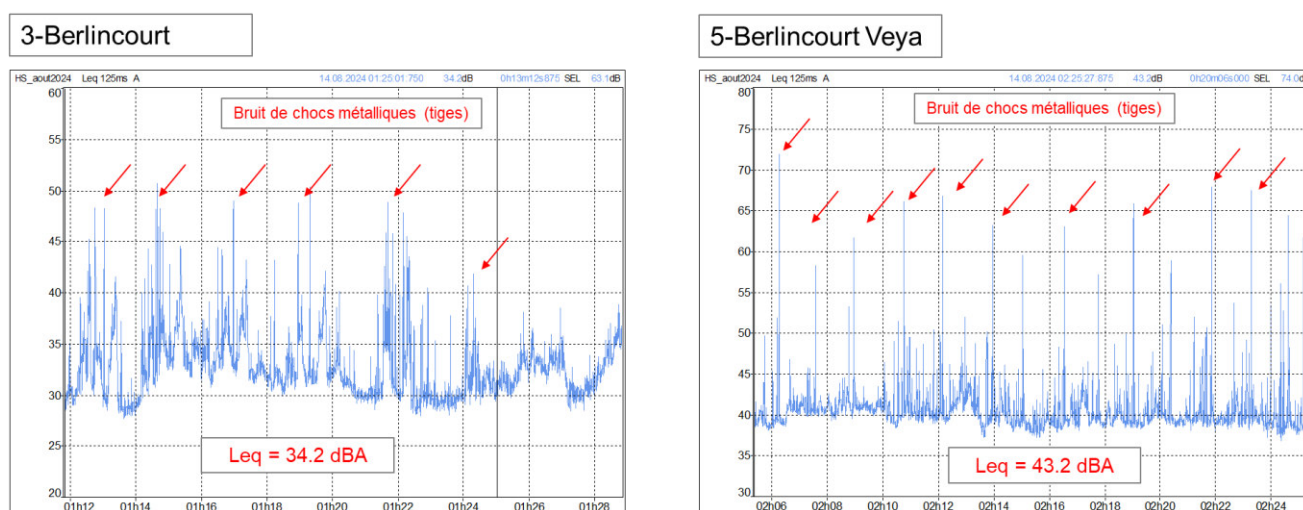 3-Berlincourt
HS_aout2024 Leq 125ms A 14.08.2024 01:25:01:750 34.2dB 0h13m12s875 SEL 63.1dB
Bruit de chocs métalliques (tiges)
60
55
50
45
40
35
30
25
20
Leq = 34.2 dBA
01h12 01h14 01h16 01h18 01h20 01h22 01h24 01h26 01h28
5-Berlincourt Veya
HS_aout2024 Leq 125ms A 14.08.2024 02:25:27:875 43.2dB 0h20m06s000 SEL 74.0d
Bruit de chocs métalliques (tiges)
80
75
70
65
60
55
50
45
40
35
30
Leq = 43.2 dBA
02h06 02h08 02h10 02h12 02h14 02h16 02h18 02h20 02h22 02h24